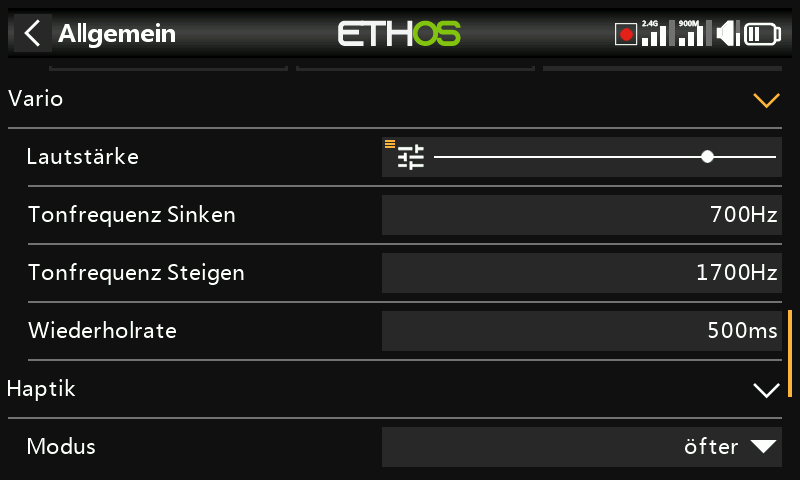 Allgemein
ETHOS
2.4G
900M
Vario
Lautstärke
Tonfrequenz Sinken
700Hz
Tonfrequenz Steigen
1700Hz
Wiederholrate
500ms
Haptik
Modus
öfter